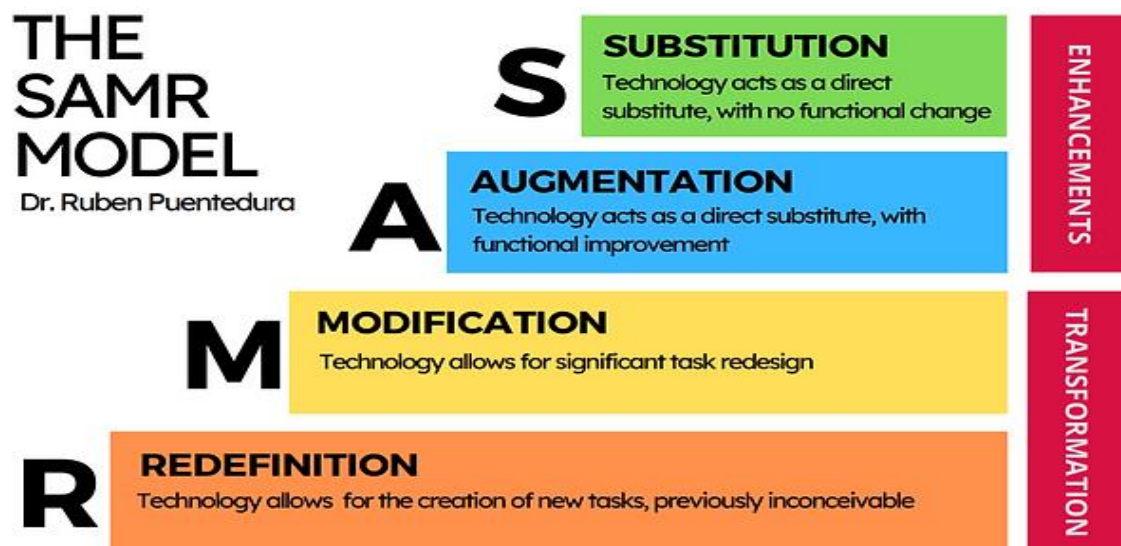 THE
SAMR
MODEL
Dr. Ruben Puentedura
S
SUBSTITUTION
Technology acts as a direct
substitute, with no functional change
A
AUGMENTATION
Technology acts as a direct substitute, with
functional improvement
ENHANCEMENTS
M
MODIFICATION
Technology allows for significant task redesign
R
REDEFINITION
Technology allows for the creation of new tasks, previously inconceivable
TRANSFORMATION